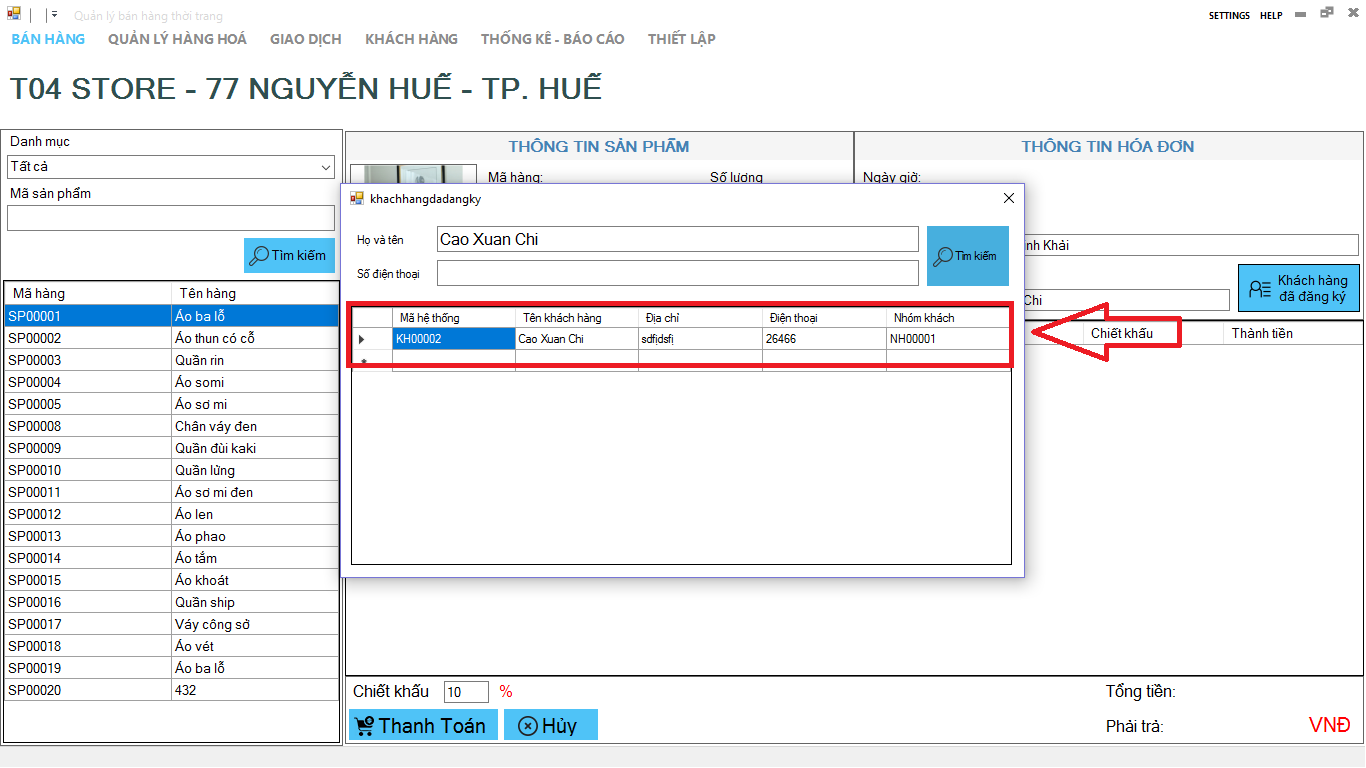 Quản lý bán hàng thời trang
SETTINGS HELP
BÁN HÀNG QUẢN LÝ HÀNG HOÁ GIAO DỊCH KHÁCH HÀNG THỐNG KÊ - BÁO CÁO THIẾT LẬP
T04 STORE - 77 NGUYỄN HUẾ - TP. HUẾ
Danh mục
Tất cả
Mã sản phẩm
Tìm kiếm
Mã hàng Tên hàng
SP00001 Áo ba lỗ
SP00002 Áo thun có cỗ
SP00003 Quần rin
SP00004 Áo somi
SP00005 Áo sơ mi
SP00008 Chân váy đen
SP00009 Quần đùi kaki
SP00010 Quần lửng
SP00011 Áo sơ mi đen
SP00012 Áo len
SP00013 Áo phao
SP00014 Áo tắm
SP00015 Áo khoát
SP00016 Quần ship
SP00017 Váy công sở
SP00018 Áo vét
SP00019 Áo ba lỗ
SP00020 432
THÔNG TIN SẢN PHẨM
Mã hàng: Số lượng
THÔNG TIN HÓA ĐƠN
Ngày giờ:
Khải
Chi
Khách hàng
đã đăng ký
Chiết khấu Thành tiền
khachhangdadangky
Họ và tên Cao Xuan Chi
Số điện thoại
Tìm kiếm
Mã hệ thống Tên khách hàng Địa chỉ Điện thoại Nhóm khách
KH00002 Cao Xuan Chi sdfịdsfị 26466 NH00001
Chiết khấu 10 %
Thanh Toán Hủy
Tổng tiền:
Phải trả: VNĐ